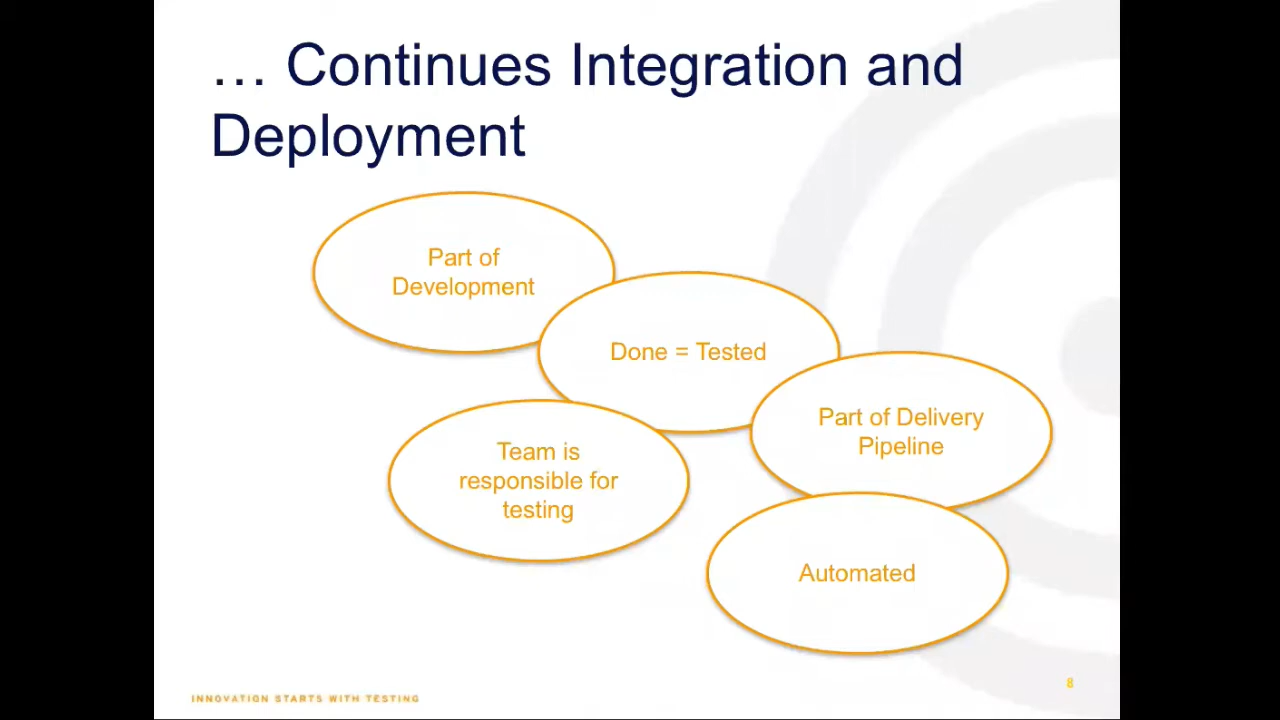 … Continues Integration and
Deployment
Part of
Development
Done = Tested
Part of Delivery
Pipeline
Team is
responsible for
testing
Automated
INNOVATION STARTS WITH TESTING
8